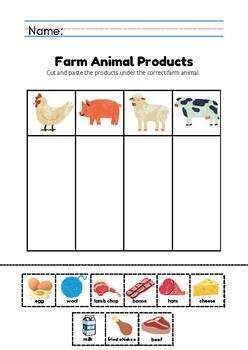 Name:
Farm Animal Products
Cut and paste the products under the correct farm animal.
egg wool lamb chop bacon ham cheese
milk fried chicken beef